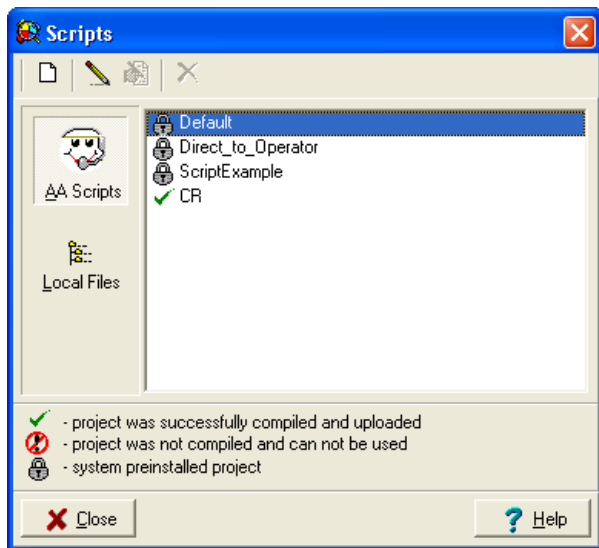 Scripts
Default
Direct_to_Operator
ScriptExample
CR
AA Scripts
Local Files
- project was successfully compiled and uploaded
- project was not compiled and can not be used
- system preinstalled project
Close
Help